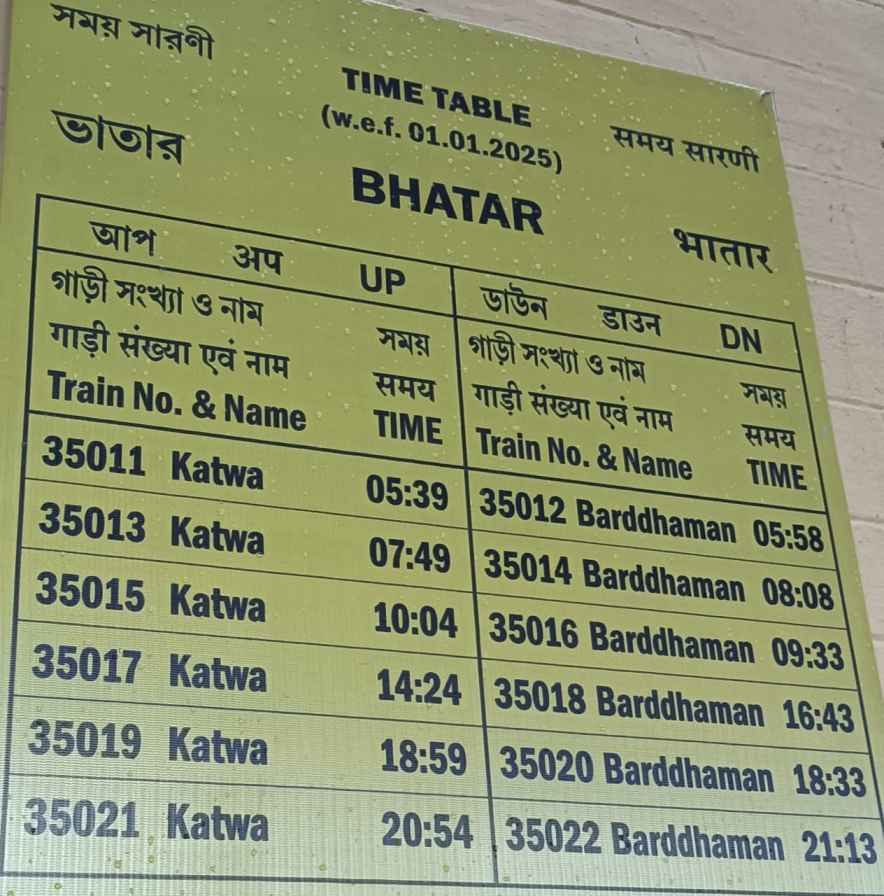 সময় সারণী
TIME TABLE
(w.e.f. 01.01.2025)
समय सारणी
ভাতার
BHATAR
भातार
আপ अप UP
ডাউন डाउन DN
গাড়ী সংখ্যা ও নাম সময়
गाड़ी संख्या एवं नाम समय
Train No. & Name TIME
গাড়ী সংখ্যা ও নাম সময়
गाड़ी संख्या एवं नाम समय
Train No. & Name TIME
35011 Katwa 05:39 35012 Barddhaman 05:58
35013 Katwa 07:49 35014 Barddhaman 08:08
35015 Katwa 10:04 35016 Barddhaman 09:33
35017 Katwa 14:24 35018 Barddhaman 16:43
35019 Katwa 18:59 35020 Barddhaman 18:33
35021 Katwa 20:54 35022 Barddhaman 21:13